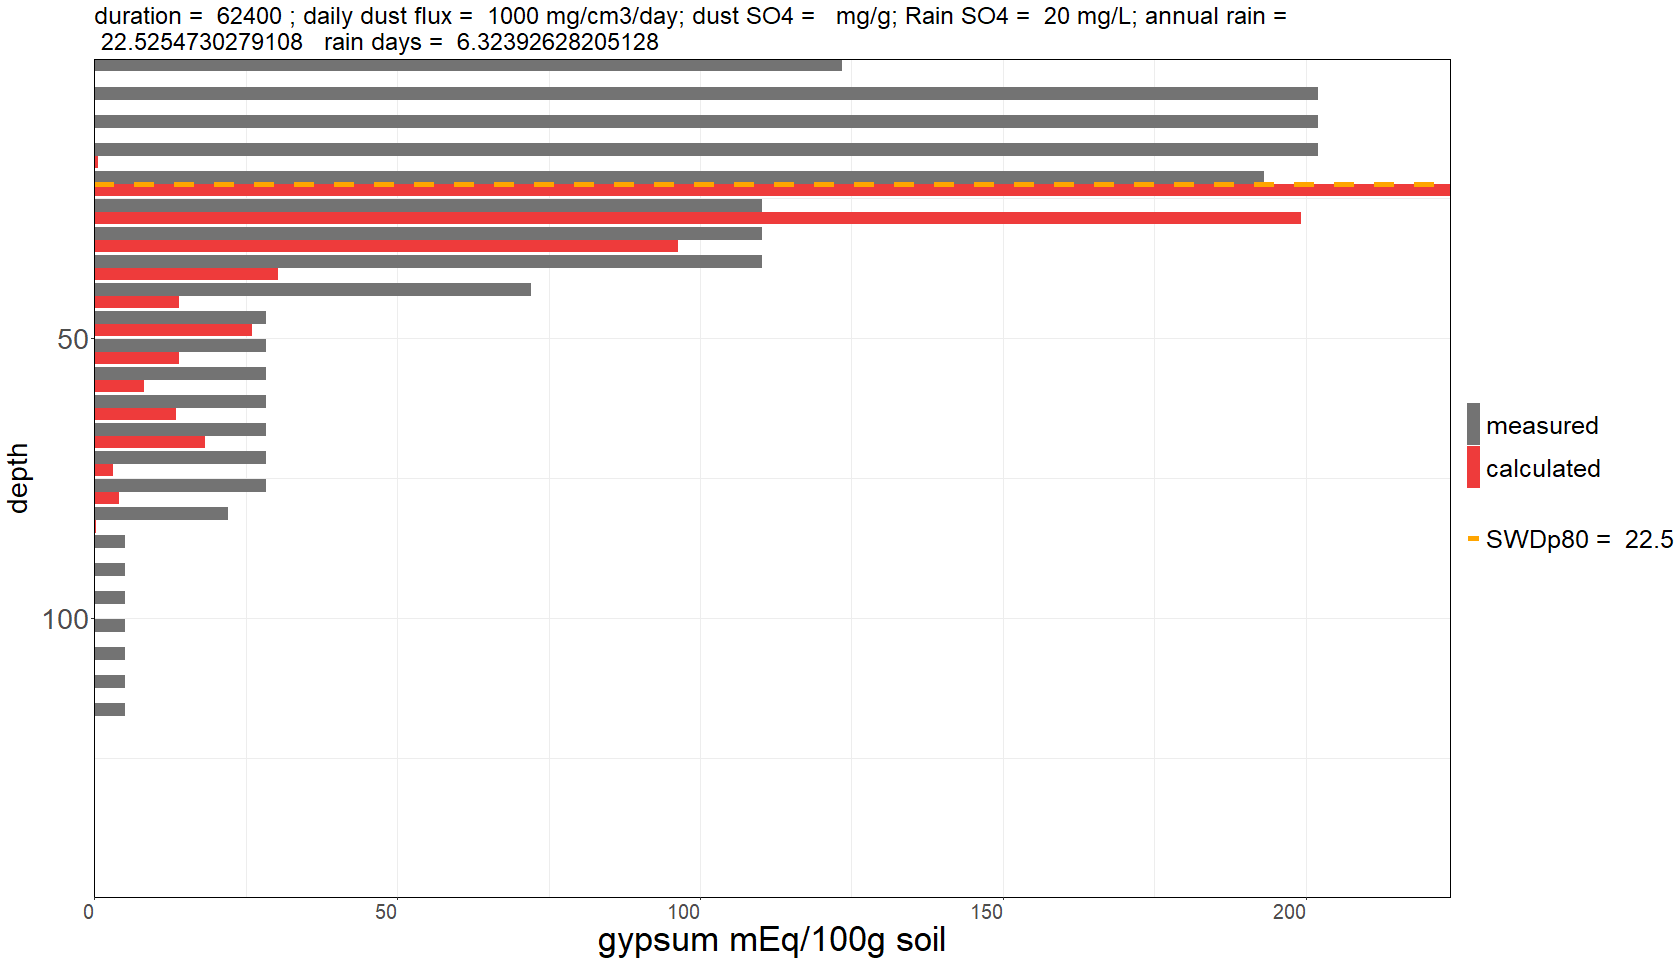 duration =  62400 ; daily dust flux =  1000 mg/cm3/day; dust SO4 =   mg/g; Rain SO4 =  20 mg/L; annual rain =
22.5254730279108   rain days =  6.32392628205128
50
100
depth
measured
calculated
SWDp80 =  22.5
0
50
100
150
200
gypsum mEq/100g soil